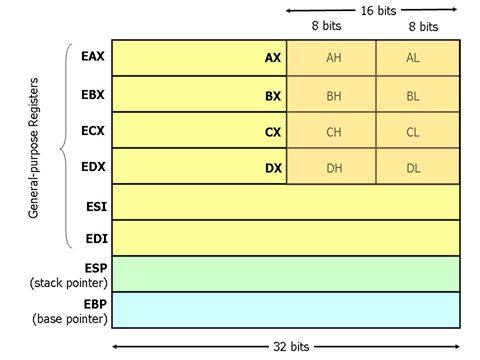 16 bits
8 bits 8 bits
EAX AX AH AL
EBX BX BH BL
ECX CX CH CL
EDX DX DH DL
General-purpose Registers
ESI
EDI
ESP
(stack pointer)
EBP
(base pointer)
32 bits